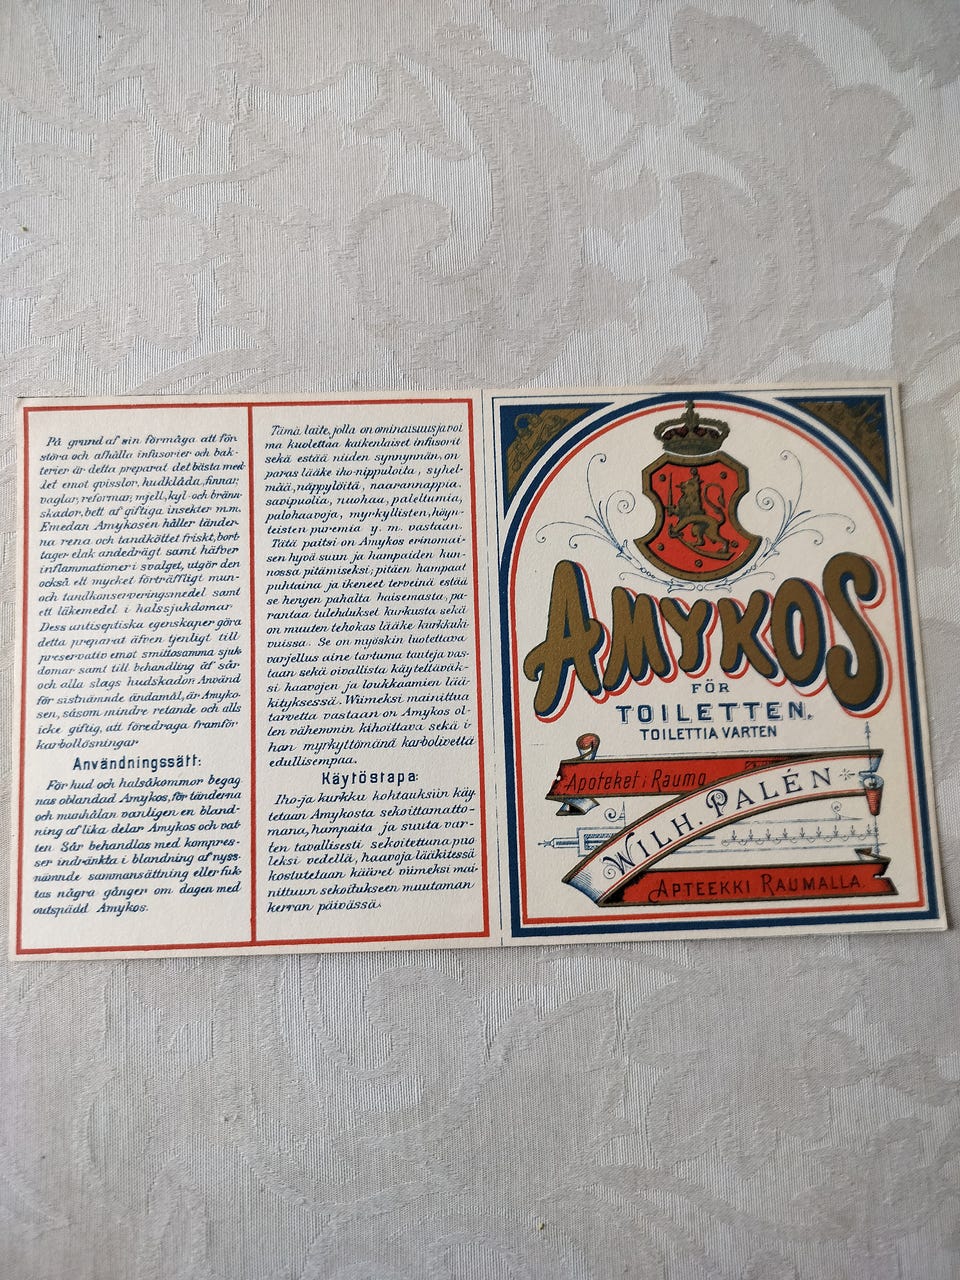 På grund af sin förmåga att för-
störa och afhålla infusorier och bak-
terier är detta preparat det bästa med-
let emot qvisslor, hudklåda, finnar,
vaglar, reformar, mjell, kyl- och bränn-
skador, bett af giftiga insekter m.m.
Emedan Amykosen håller tänder-
na rena och tandköttet friskt, bort-
tager elak andedrägt samt häfver
inflammationer i svalget, utgör den
också ett mycket förträffligt mun-
och tandkonserveringsmedel samt
ett läkemedel i halssjukdomar
Dess antiseptiska egenskaper göra
detta preparat äfven tjenligt till
preservativ emot smittosamma sjuk-
domar samt till behandling af sår
och alla slags hudskador. Använd
för sistnämnde ändamål, är Amyko-
sen, såsom mindre retande och alls
icke giftig, att föredraga framför
karbollösningar
Användningssätt:
För hud och halsåkommor begag-
nas oblandad Amykos, för tänderna
och munhålan vanligen en bland-
ning af lika delar Amykos och vat-
ten. Sår behandlas med kompres-
ser indränkta i blandning af nyss-
nämnde sammansättning eller fuk-
tas några gånger om dagen med
outspädd Amykos.
Tämä laite, jolla on ominaisuus ja voi
ma kuolettaa kaikenlaiset infusorit
sekä estää niiden synnynnän, on
paras lääke iho-nippuloita, syhel-
mää, näppylöitä, naarannappia,
savipuolia, nuohaa, paleltumia,
palohaavoja, myrkyllisten, höyn-
teisten puremia y. m. vastaan.
Tätä paitsi on Amykos erinomai-
sen hyvä suun ja hampaiden kun-
nossa pitämiseksi; pitäen hampaat
puhtaina ja ikeneet terveinä estää
se hengen pahalta haisemasta, pa-
rantaa tulehdukset kurkusta sekä
on muuten tehokas lääke kurkkuki-
vuissa. Se on myöskin luotettava
varjellus aine tartuma tauteja vas-
taan sekä oivallista käytettäväk-
si haavojen ja loukkaamien lää-
kityksessä. Wiimeksi mainittua
tarvetta vastaan on Amykos ol-
len vähemmin kihoittava sekä i-
han myrkyttömänä karbolivettä
edullisempaa.
Käytöstapa:
Iho- ja kurkku kohtauksiin käy-
tetaan Amykosta sekoittamatto-
mana, hampaita ja suuta var-
ten tavallisesti sekoitettuna puo
leksi vedellä, haavoja lääkitessä
kostutetaan kääret viimeksi mai-
nittuun sekoitukseen muutaman
kerran päivässä.
AMYKOS
FÖR
TOILETTEN.
TOILETTIA VARTEN
Apoteket i Raumo
WILH. PALÉN
APTEEKKI RAUMALLA.